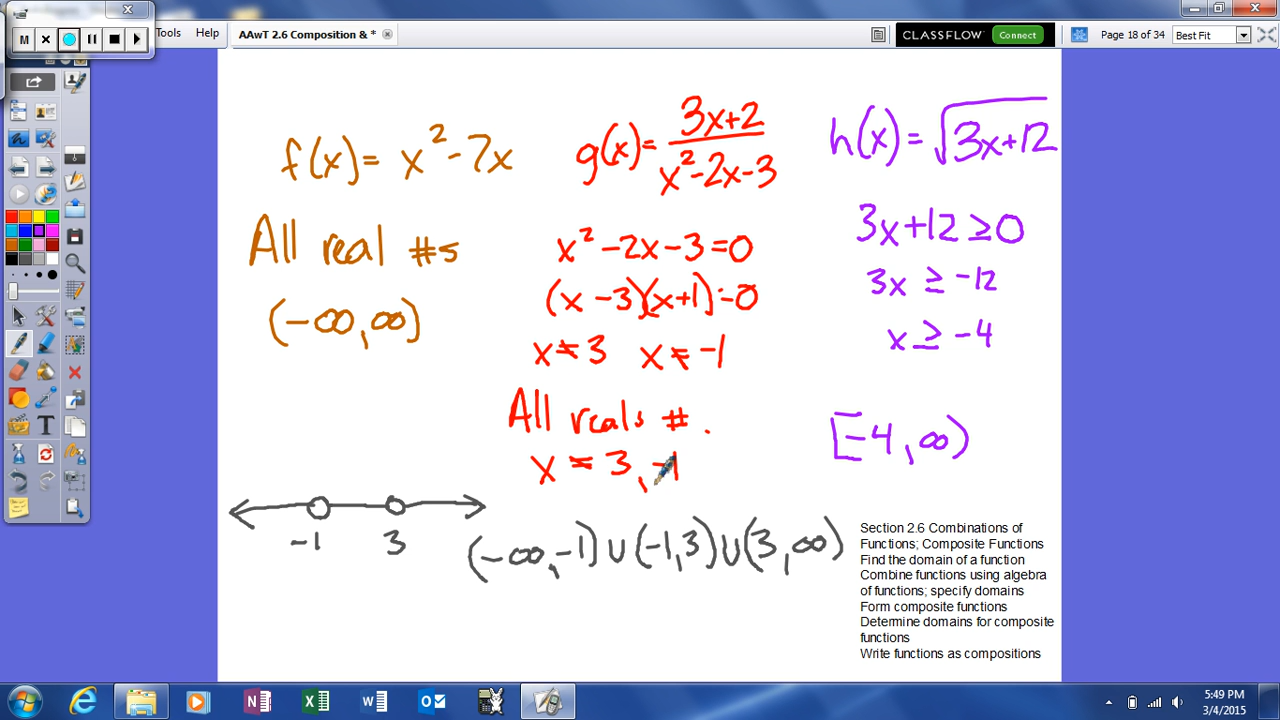 M
Tools Help
AAwT 2.6 Composition & *
CLASSFLOW Connect
Page 18 of 34 Best Fit
f(x) = x² - 7x
All real #s
(-∞, ∞)
g(x) = (3x+2)/(x² - 2x - 3)
x² - 2x - 3 = 0
(x - 3)(x + 1) = 0
x ≠ 3 x ≠ -1
All reals #.
x ≠ 3, -1
h(x) = √(3x+12)
3x + 12 ≥ 0
3x ≥ -12
x ≥ -4
[-4, ∞)
-1 3
(-∞, -1) ∪ (-1, 3) ∪ (3, ∞)
Section 2.6 Combinations of
Functions; Composite Functions
Find the domain of a function
Combine functions using algebra
of functions; specify domains
Form composite functions
Determine domains for composite
functions
Write functions as compositions
5:49 PM
3/4/2015